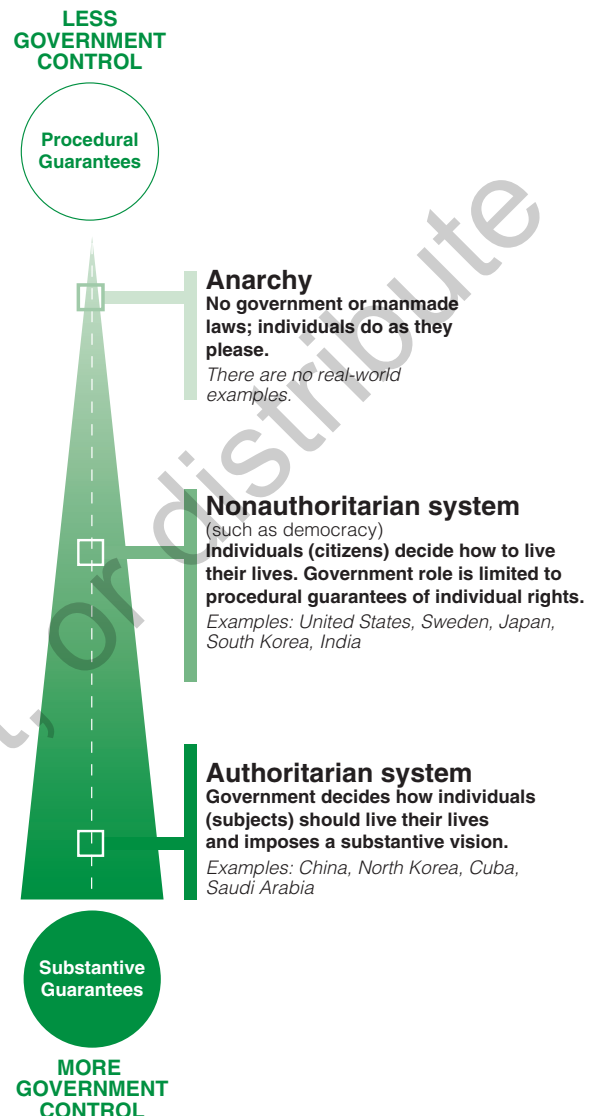 LESS
GOVERNMENT
CONTROL
Procedural
Guarantees
Anarchy
No government or manmade
laws; individuals do as they
please.
There are no real-world
examples.
Nonauthoritarian system
(such as democracy)
Individuals (citizens) decide how to live
their lives. Government role is limited to
procedural guarantees of individual rights.
Examples: United States, Sweden, Japan,
South Korea, India
Authoritarian system
Government decides how individuals
(subjects) should live their lives
and imposes a substantive vision.
Examples: China, North Korea, Cuba,
Saudi Arabia
Substantive
Guarantees
MORE
GOVERNMENT
CONTROL
or distribute